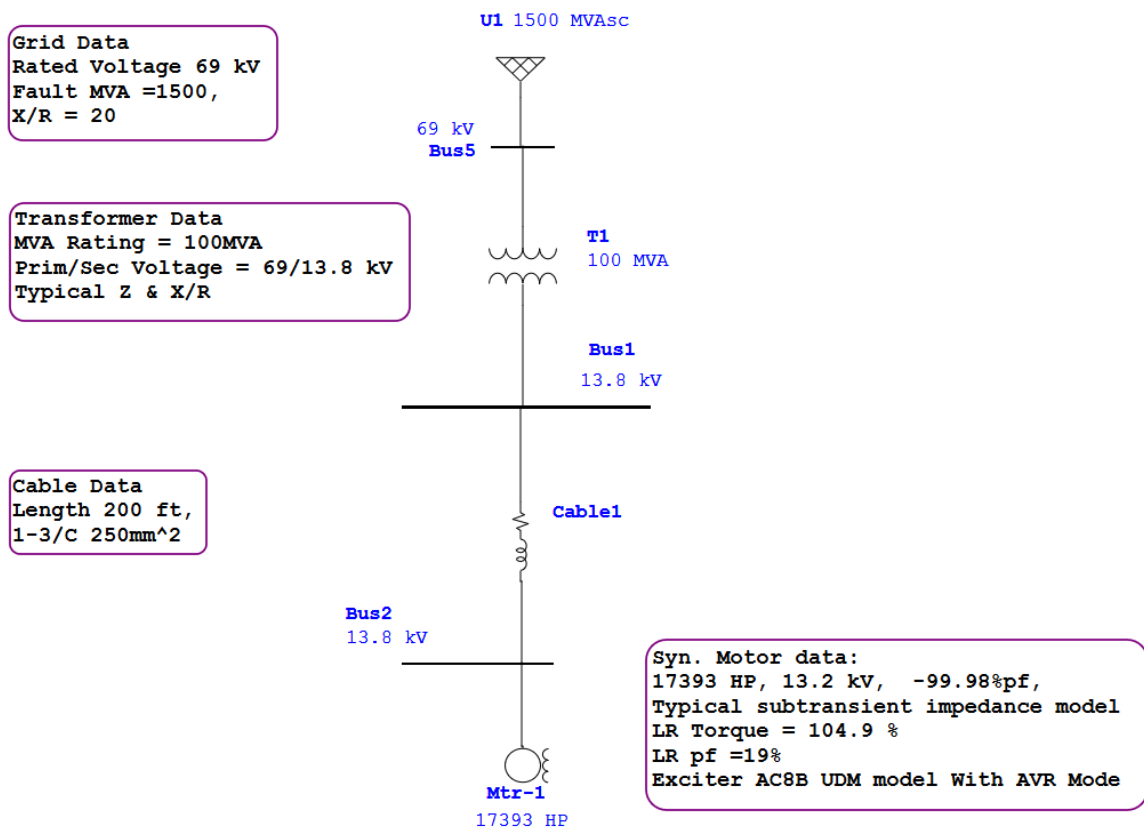 U1 1500 MVAsc
Grid Data
Rated Voltage 69 kV
Fault MVA =1500,
X/R = 20
69 kV
Bus5
Transformer Data
MVA Rating = 100MVA
Prim/Sec Voltage = 69/13.8 kV
Typical Z & X/R
T1
100 MVA
Bus1
13.8 kV
Cable Data
Length 200 ft,
1-3/C 250mm^2
Cable1
Bus2
13.8 kV
Syn. Motor data:
17393 HP, 13.2 kV,  -99.98%pf,
Typical subtransient impedance model
LR Torque = 104.9 %
LR pf =19%
Exciter AC8B UDM model With AVR Mode
Mtr-1
17393 HP